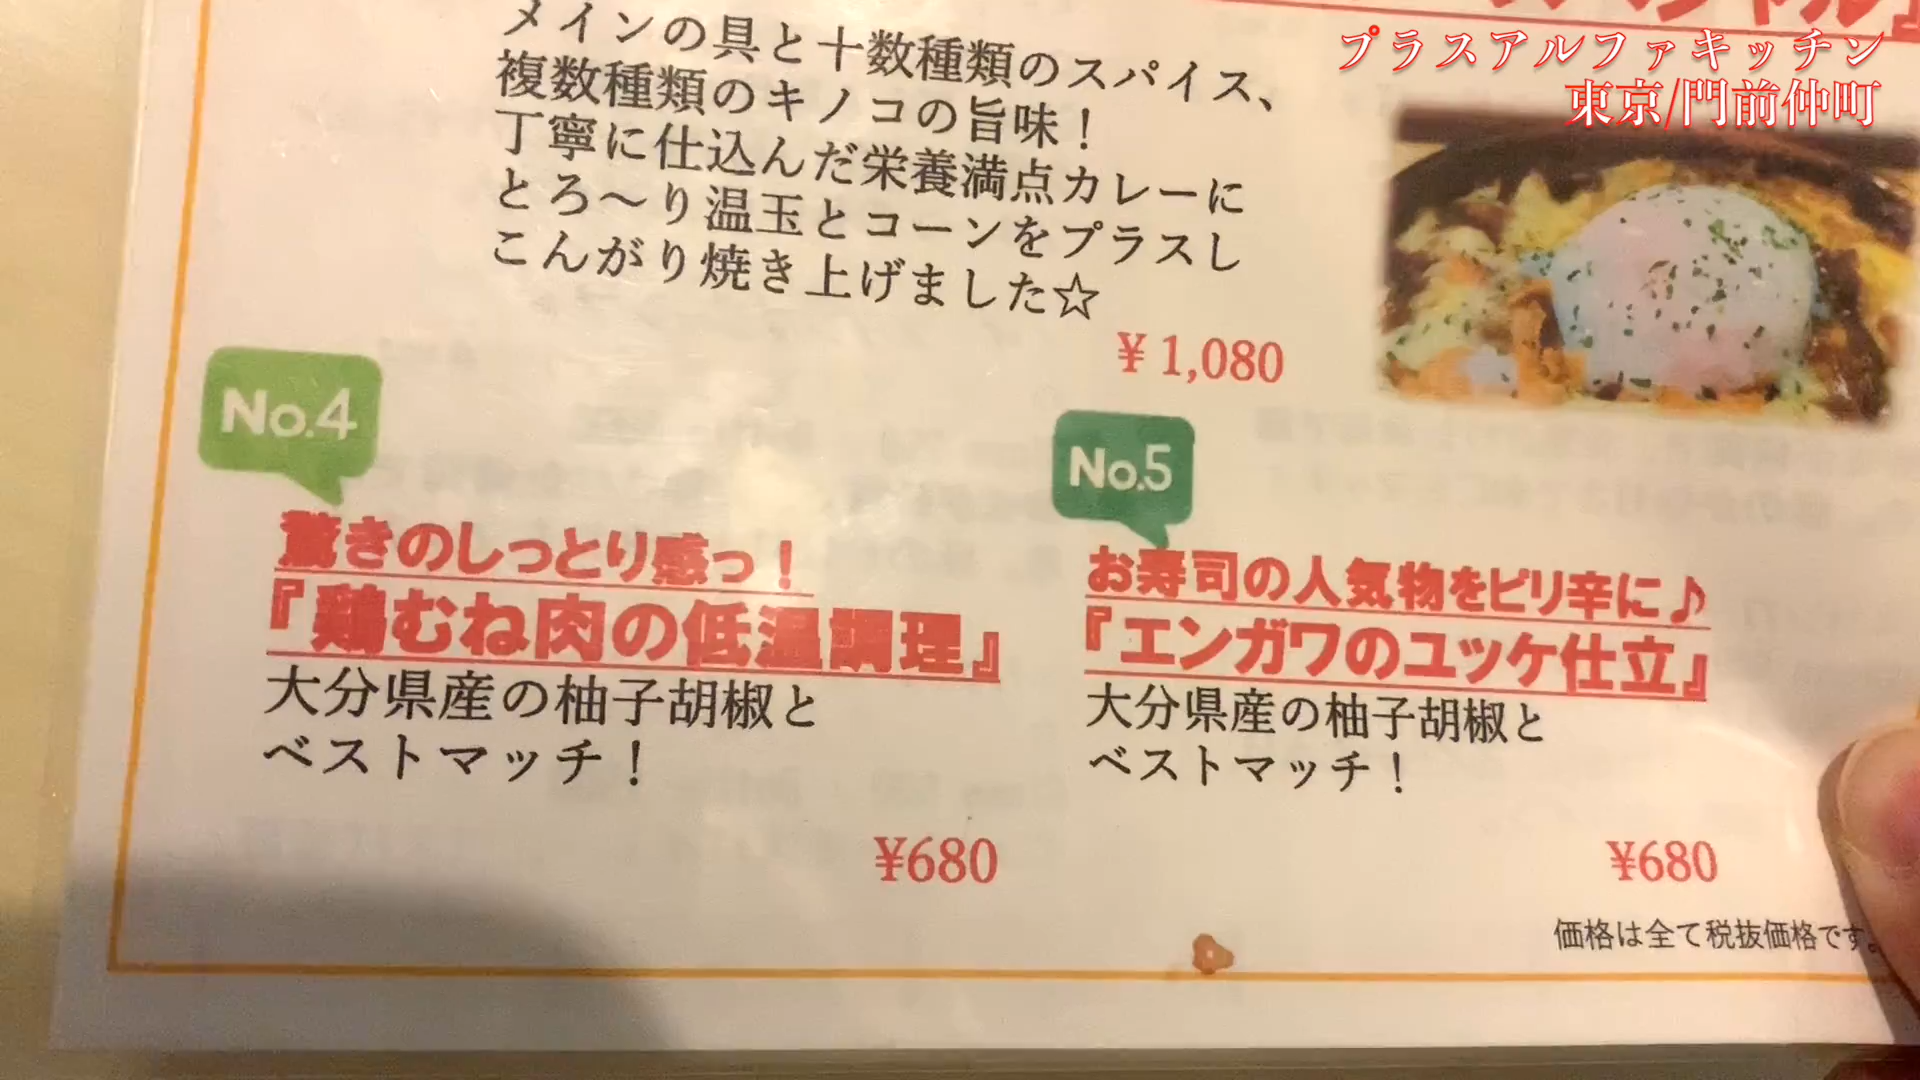 プラスアルファキッチン
東京/門前仲町
メインの具と十数種類のスパイス、
複数種類のキノコの旨味！
丁寧に仕込んだ栄養満点カレーに
とろ〜り温玉とコーンをプラスし
こんがり焼き上げました☆
¥1,080
No.4
驚きのしっとり感っ！
『鶏むね肉の低温調理』
大分県産の柚子胡椒と
ベストマッチ！
¥680
No.5
お寿司の人気物をピリ辛に♪
『エンガワのユッケ仕立』
大分県産の柚子胡椒と
ベストマッチ！
¥680
価格は全て税抜価格です。